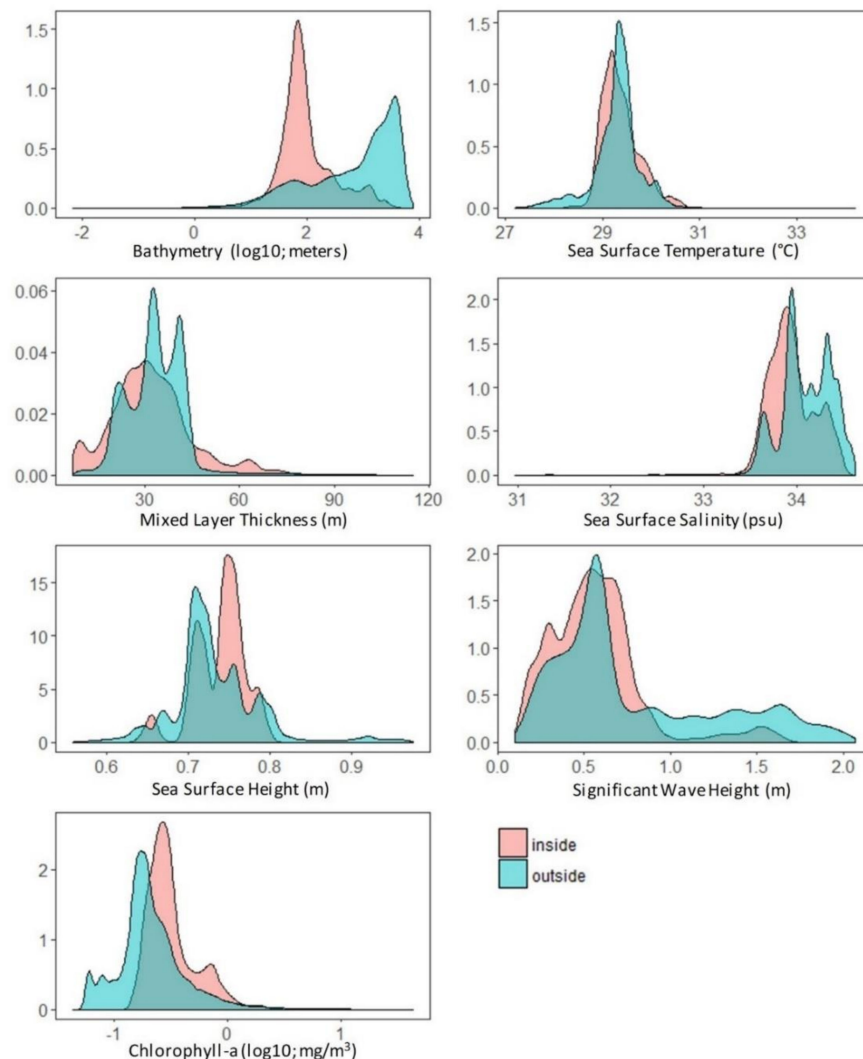 1.5
1.0
0.5
0.0
-2 0 2 4
Bathymetry (log10; meters)
1.5
1.0
0.5
0.0
27 29 31 33
Sea Surface Temperature (°C)
0.06
0.04
0.02
0.00
30 60 90 120
Mixed Layer Thickness (m)
2.0
1.5
1.0
0.5
0.0
31 32 33 34
Sea Surface Salinity (psu)
15
10
5
0
0.6 0.7 0.8 0.9
Sea Surface Height (m)
2.0
1.5
1.0
0.5
0.0
0.0 0.5 1.0 1.5 2.0
Significant Wave Height (m)
2
1
0
-1 0 1
Chlorophyll-a (log10; mg/m³)
inside
outside